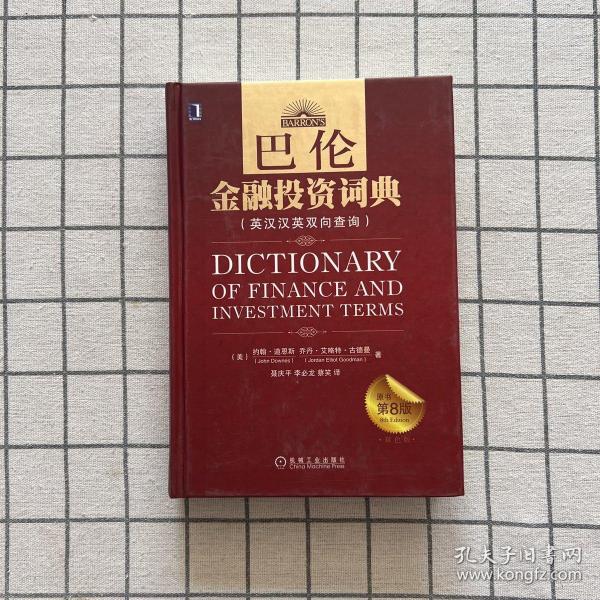 BARRON'S
巴伦
金融投资词典
(英汉汉英双向查询)
DICTIONARY
OF FINANCE AND
INVESTMENT TERMS
(美) 约翰·道恩斯 乔丹·艾略特·古德曼 著
(John Downes) (Jordan Elliot Goodman)
聂庆平 李必龙 蔡笑 译
原书
第8版
8th Edition
·双色版·
机械工业出版社
China Machine Press
孔夫子旧书网
www.kongfz.com